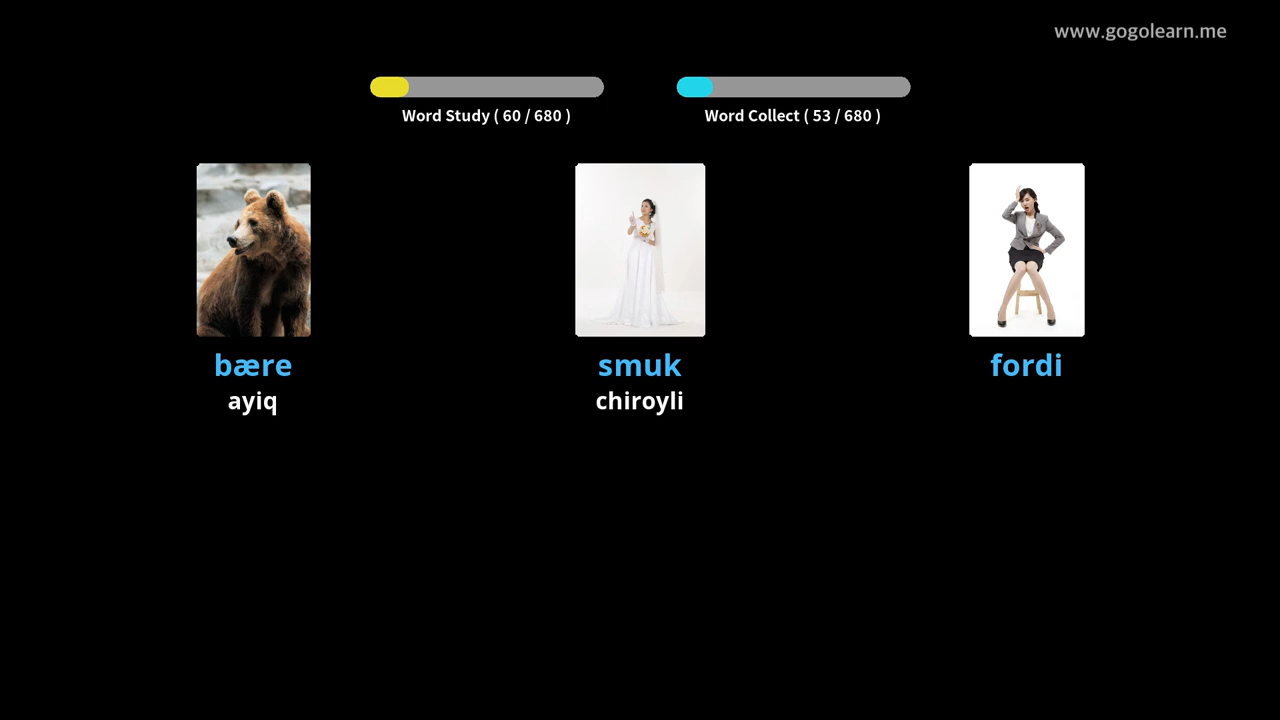 www.gogolearn.me
Word Study ( 60 / 680 )
Word Collect ( 53 / 680 )
bære
smuk
fordi
ayiq
chiroyli